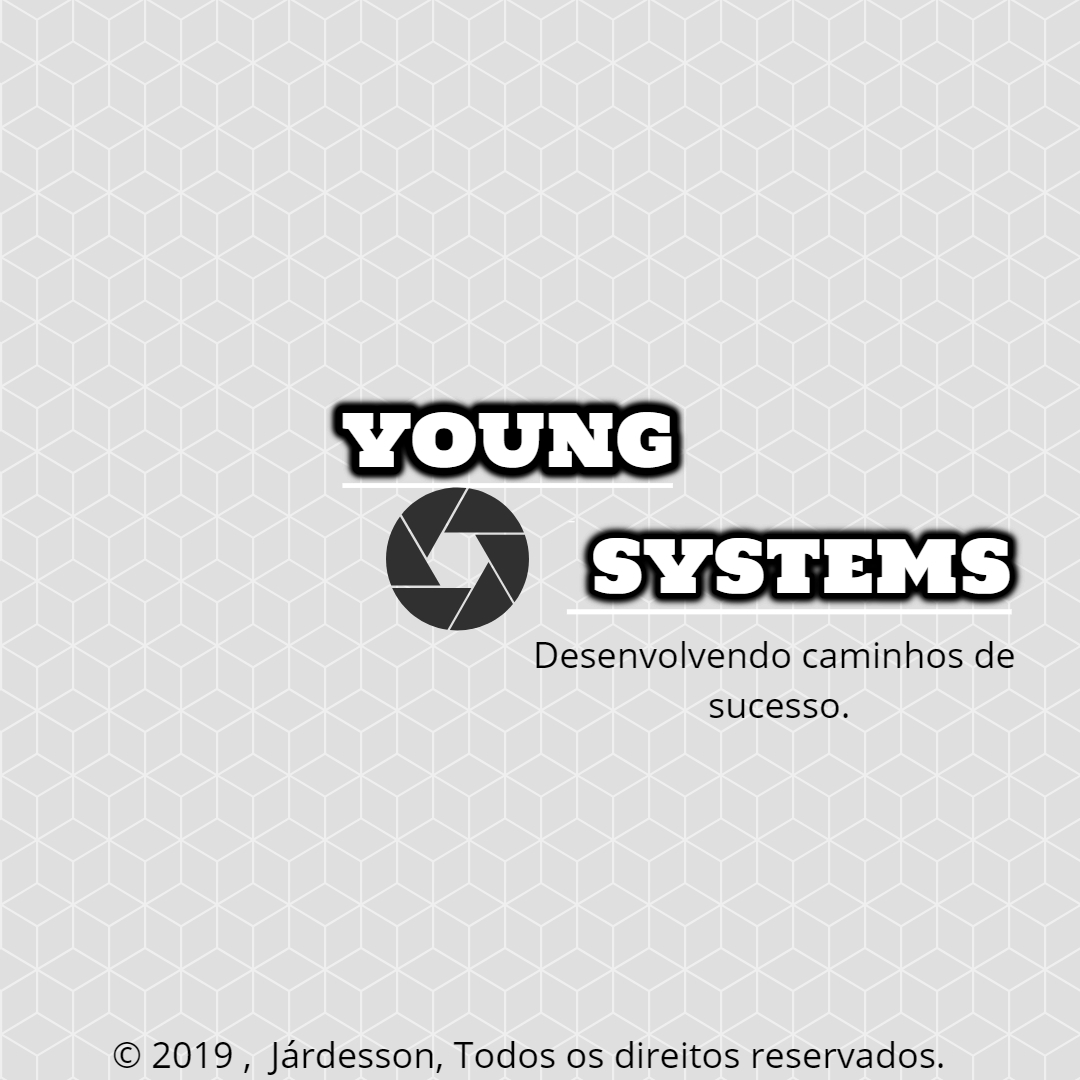 YOUNG
SYSTEMS
Desenvolvendo caminhos de
sucesso.
© 2019 , Járdesson, Todos os direitos reservados.